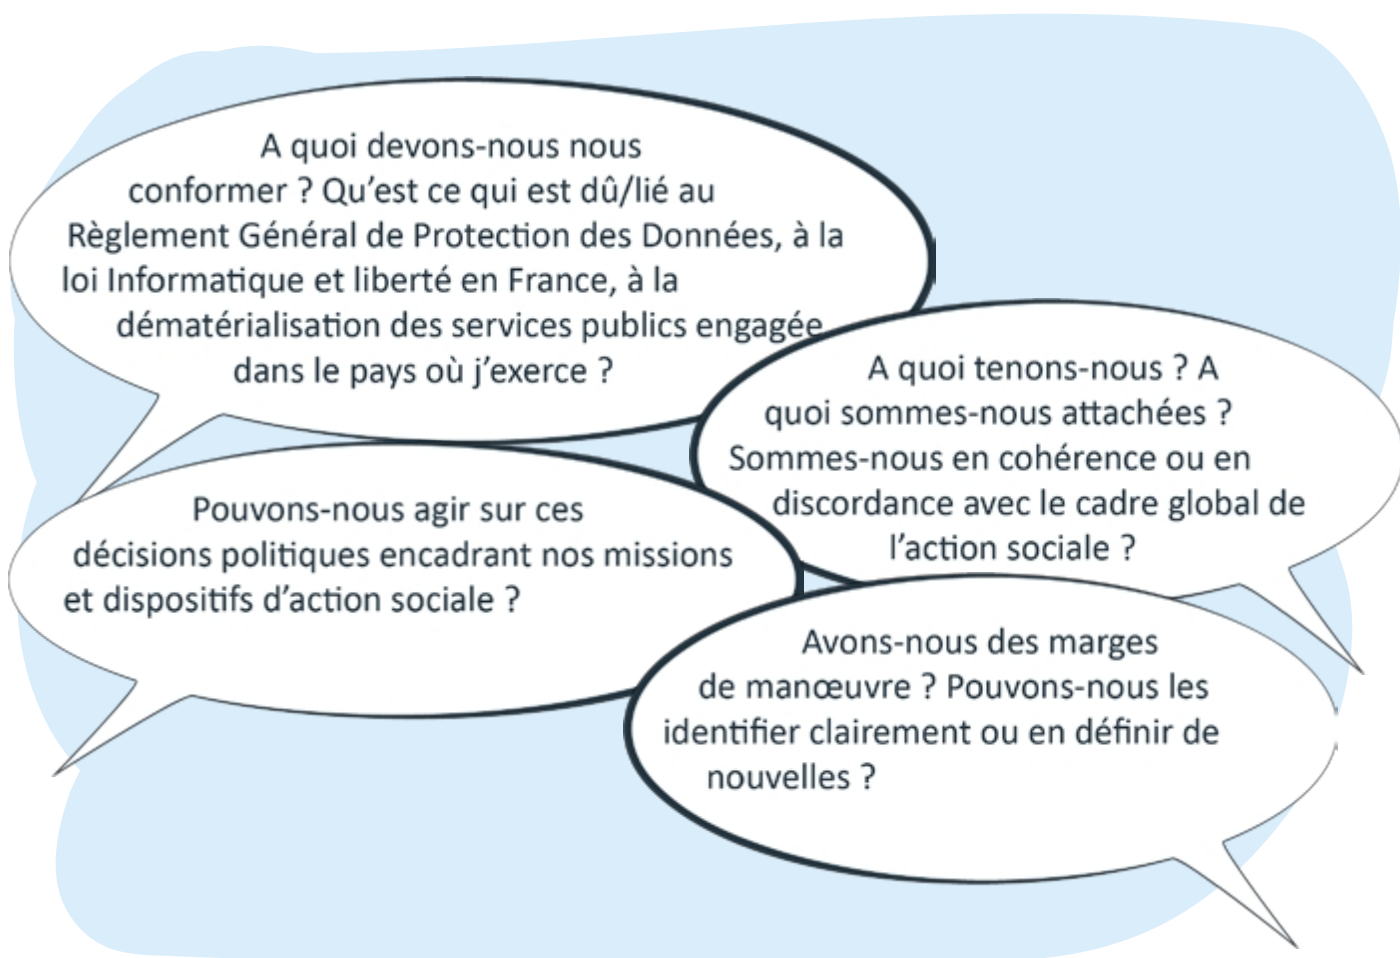 A quoi devons-nous nous
conformer ? Qu’est ce qui est dû/lié au
Règlement Général de Protection des Données, à la
loi Informatique et liberté en France, à la
dématérialisation des services publics engagée
dans le pays où j’exerce ?
A quoi tenons-nous ? A
quoi sommes-nous attachées ?
Sommes-nous en cohérence ou en
discordance avec le cadre global de
l’action sociale ?
Pouvons-nous agir sur ces
décisions politiques encadrant nos missions
et dispositifs d’action sociale ?
Avons-nous des marges
de manœuvre ? Pouvons-nous les
identifier clairement ou en définir de
nouvelles ?